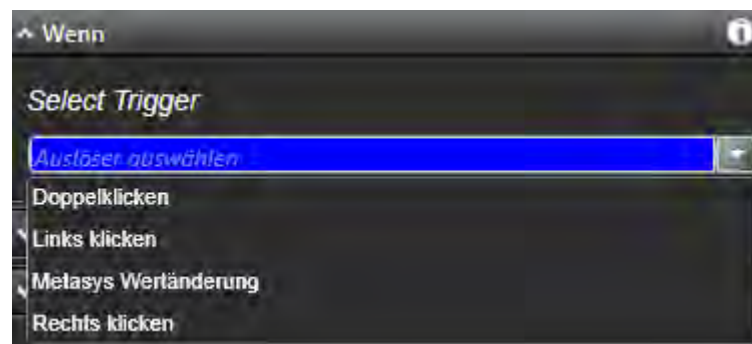 Wenn
Select Trigger
Auslöser auswählen
Doppelklicken
Links klicken
Metasys Wertänderung
Rechts klicken